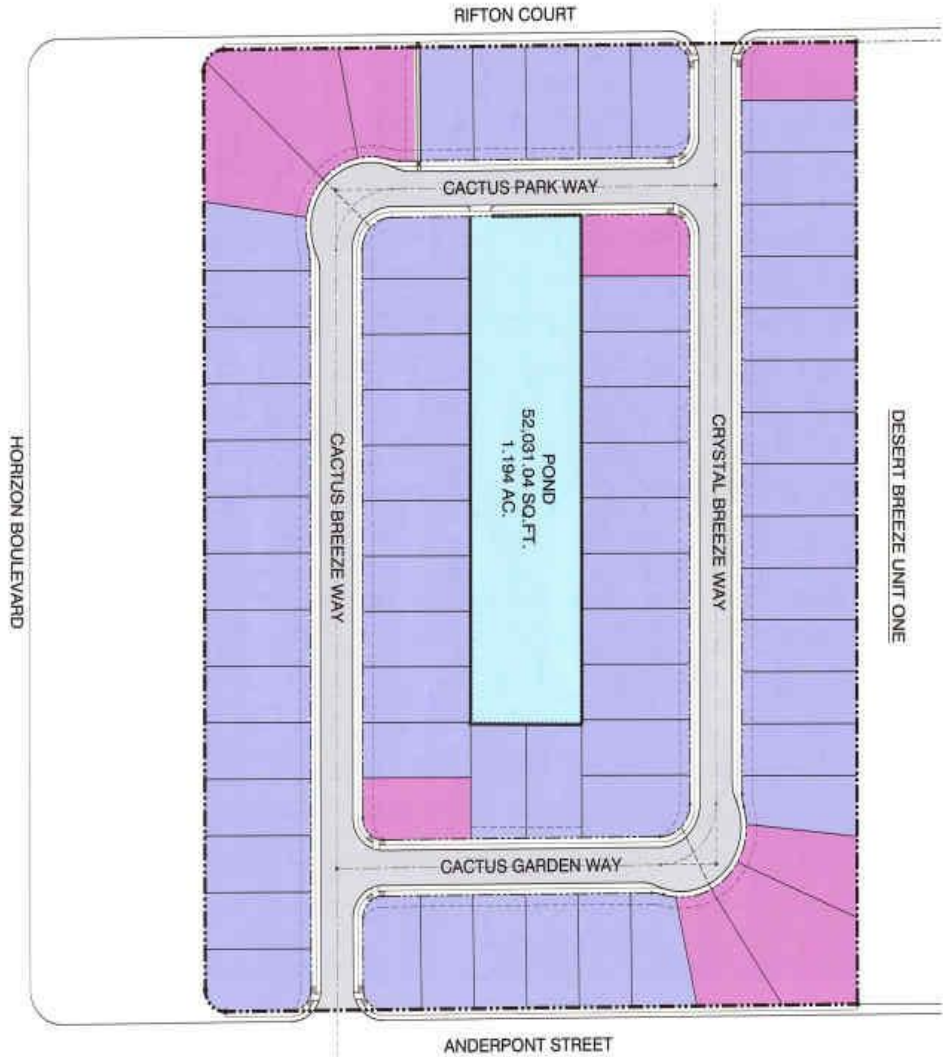 RIFTON COURT
CACTUS PARK WAY
HORIZON BOULEVARD
CACTUS BREEZE WAY
POND
52,031.04 SQ.FT.
1.194 AC.
CRYSTAL BREEZE WAY
DESERT BREEZE UNIT ONE
CACTUS GARDEN WAY
ANDERPONT STREET